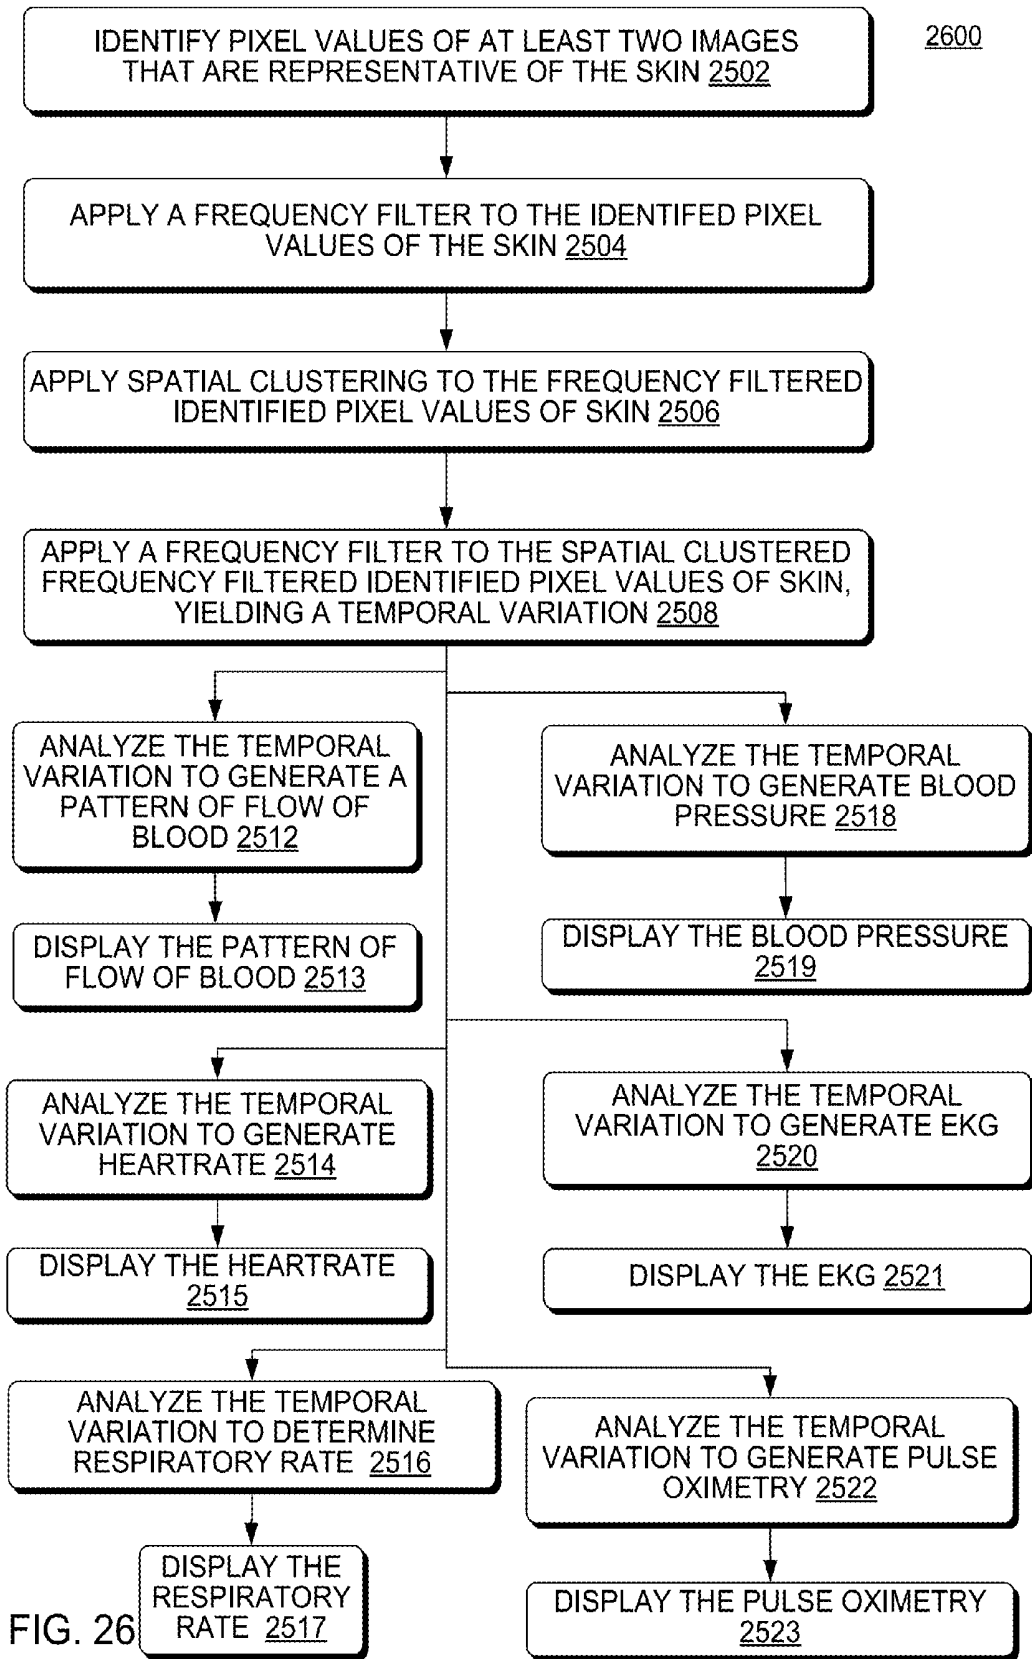 IDENTIFY PIXEL VALUES OF AT LEAST TWO IMAGES
THAT ARE REPRESENTATIVE OF THE SKIN 2502
2600
APPLY A FREQUENCY FILTER TO THE IDENTIFED PIXEL
VALUES OF THE SKIN 2504
APPLY SPATIAL CLUSTERING TO THE FREQUENCY FILTERED
IDENTIFIED PIXEL VALUES OF SKIN 2506
APPLY A FREQUENCY FILTER TO THE SPATIAL CLUSTERED
FREQUENCY FILTERED IDENTIFIED PIXEL VALUES OF SKIN,
YIELDING A TEMPORAL VARIATION 2508
ANALYZE THE TEMPORAL
VARIATION TO GENERATE A
PATTERN OF FLOW OF
BLOOD 2512
DISPLAY THE PATTERN OF
FLOW OF BLOOD 2513
ANALYZE THE TEMPORAL
VARIATION TO GENERATE BLOOD
PRESSURE 2518
DISPLAY THE BLOOD PRESSURE
2519
ANALYZE THE TEMPORAL
VARIATION TO GENERATE
HEARTRATE 2514
DISPLAY THE HEARTRATE
2515
ANALYZE THE TEMPORAL
VARIATION TO GENERATE EKG
2520
DISPLAY THE EKG 2521
ANALYZE THE TEMPORAL
VARIATION TO DETERMINE
RESPIRATORY RATE 2516
DISPLAY THE
RESPIRATORY
RATE 2517
ANALYZE THE TEMPORAL
VARIATION TO GENERATE PULSE
OXIMETRY 2522
DISPLAY THE PULSE OXIMETRY
2523
FIG. 26